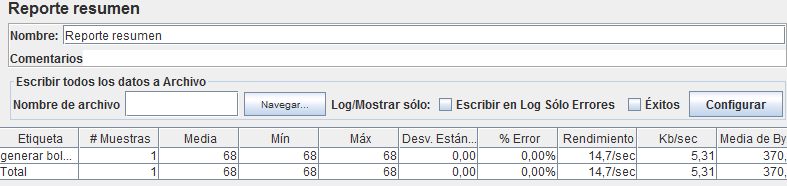 Reporte resumen
Nombre: Reporte resumen
Comentarios
Escribir todos los datos a Archivo
Nombre de archivo Navegar... Log/Mostrar sólo: Escribir en Log Sólo Errores Éxitos Configurar
Etiqueta # Muestras Media Mín Máx Desv. Están... % Error Rendimiento Kb/sec Media de By
generar bol... 1 68 68 68 0,00 0,00% 14,7/sec 5,31 370,
Total 1 68 68 68 0,00 0,00% 14,7/sec 5,31 370,